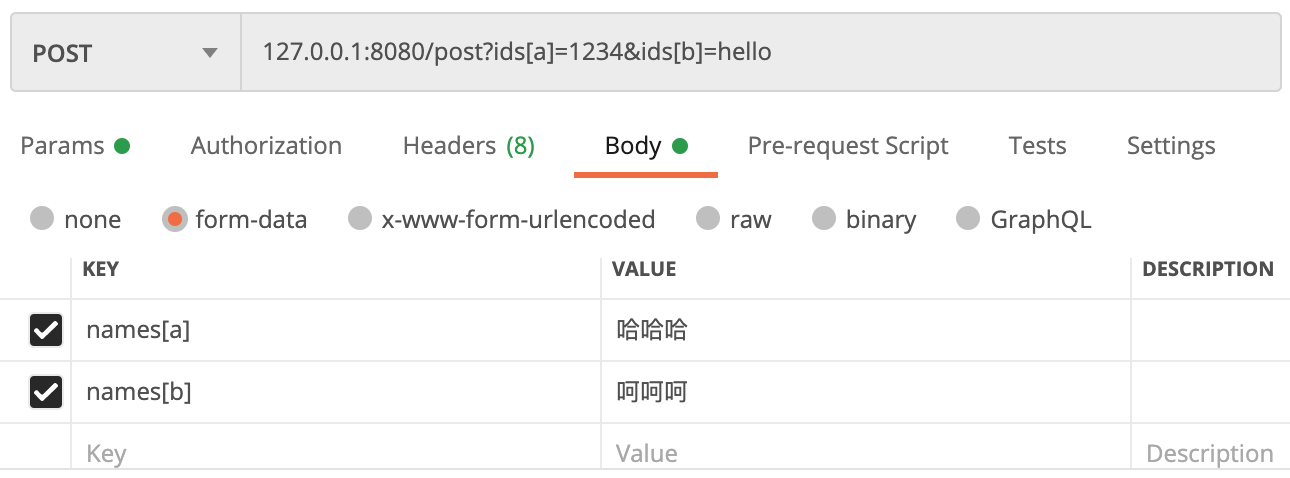 POST 127.0.0.1:8080/post?ids[a]=1234&ids[b]=hello
Params Authorization Headers (8) Body Pre-request Script Tests Settings
none form-data x-www-form-urlencoded raw binary GraphQL
KEY VALUE DESCRIPTION
names[a] 哈哈哈
names[b] 呵呵呵
Key Value Description